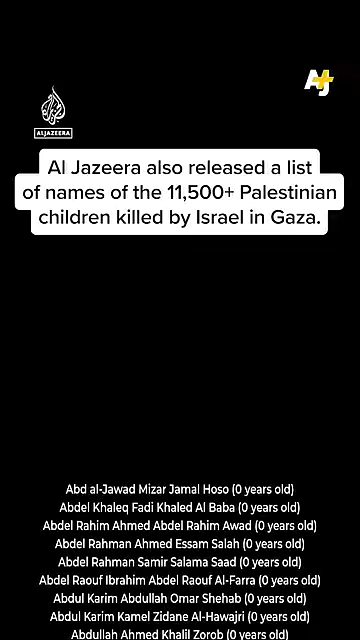 AJ+
ALJAZEERA
Al Jazeera also released a list
of names of the 11,500+ Palestinian
children killed by Israel in Gaza.
Abd al-Jawad Mizar Jamal Hoso (0 years old)
Abdel Khaleq Fadi Khaled Al Baba (0 years old)
Abdel Rahim Ahmed Abdel Rahim Awad (0 years old)
Abdel Rahman Ahmed Essam Salah (0 years old)
Abdel Rahman Samir Salama Saad (0 years old)
Abdel Raouf Ibrahim Abdel Raouf Al-Farra (0 years old)
Abdul Karim Abdullah Omar Shehab (0 years old)
Abdul Karim Kamel Zidane Al-Hawajri (0 years old)
Abdullah Ahmed Khalil Zorob (0 years old)